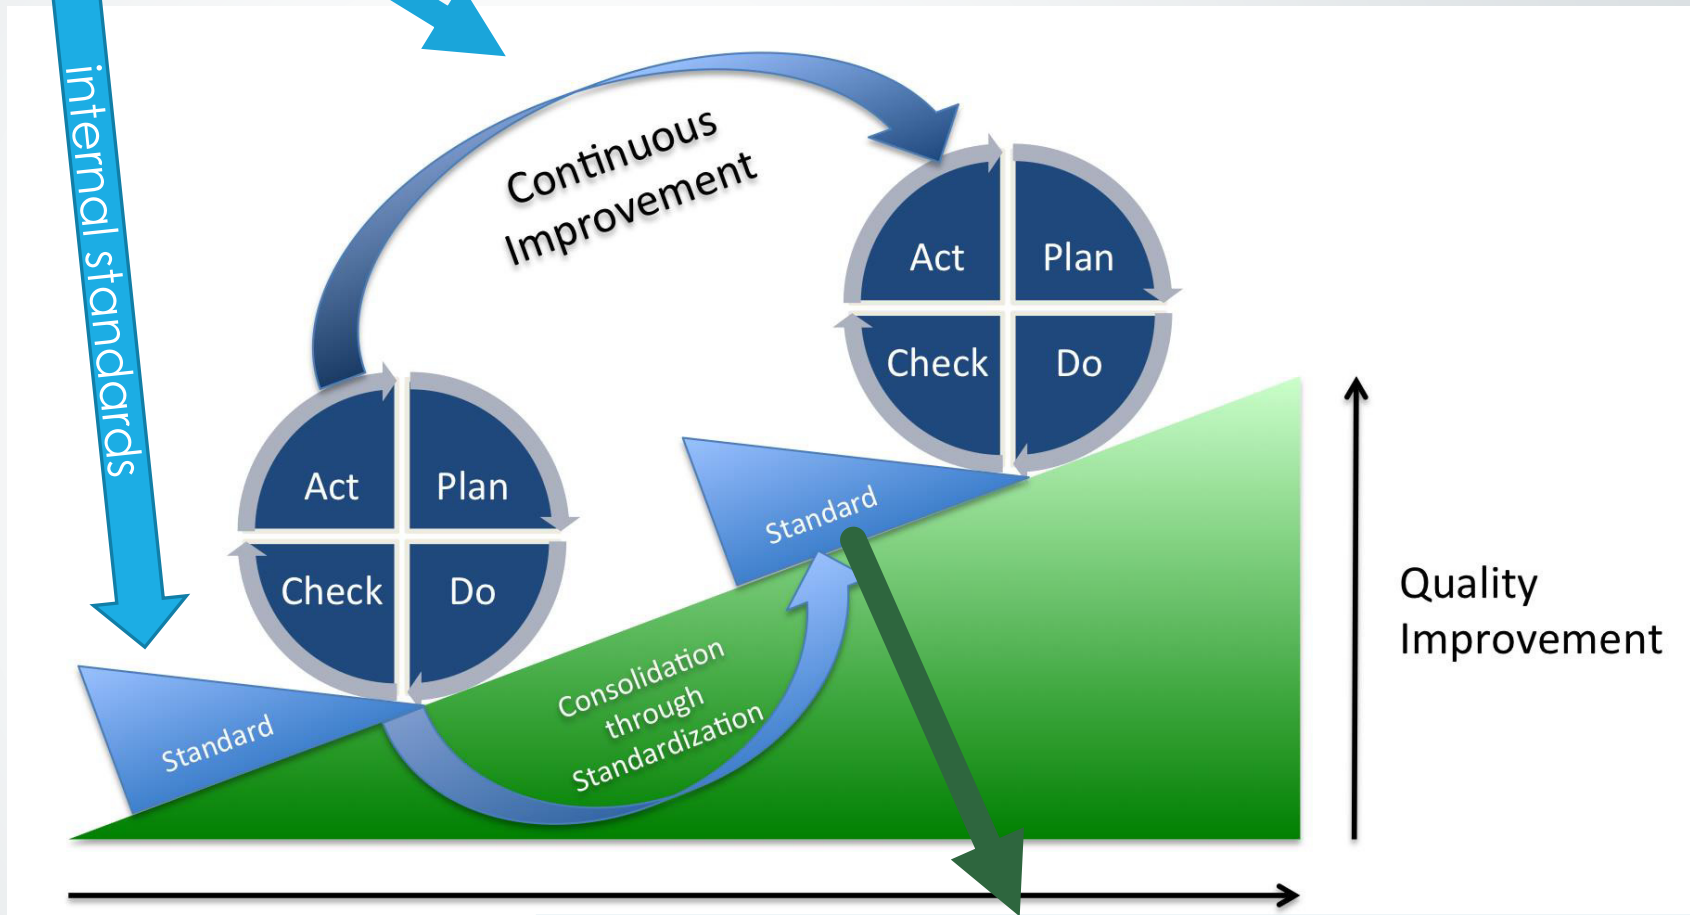 internal standards
Continuous
Improvement
Act
Plan
Check
Do
Act
Plan
Check
Do
Standard
Standard
Consolidation
through
Standardization
Quality
Improvement